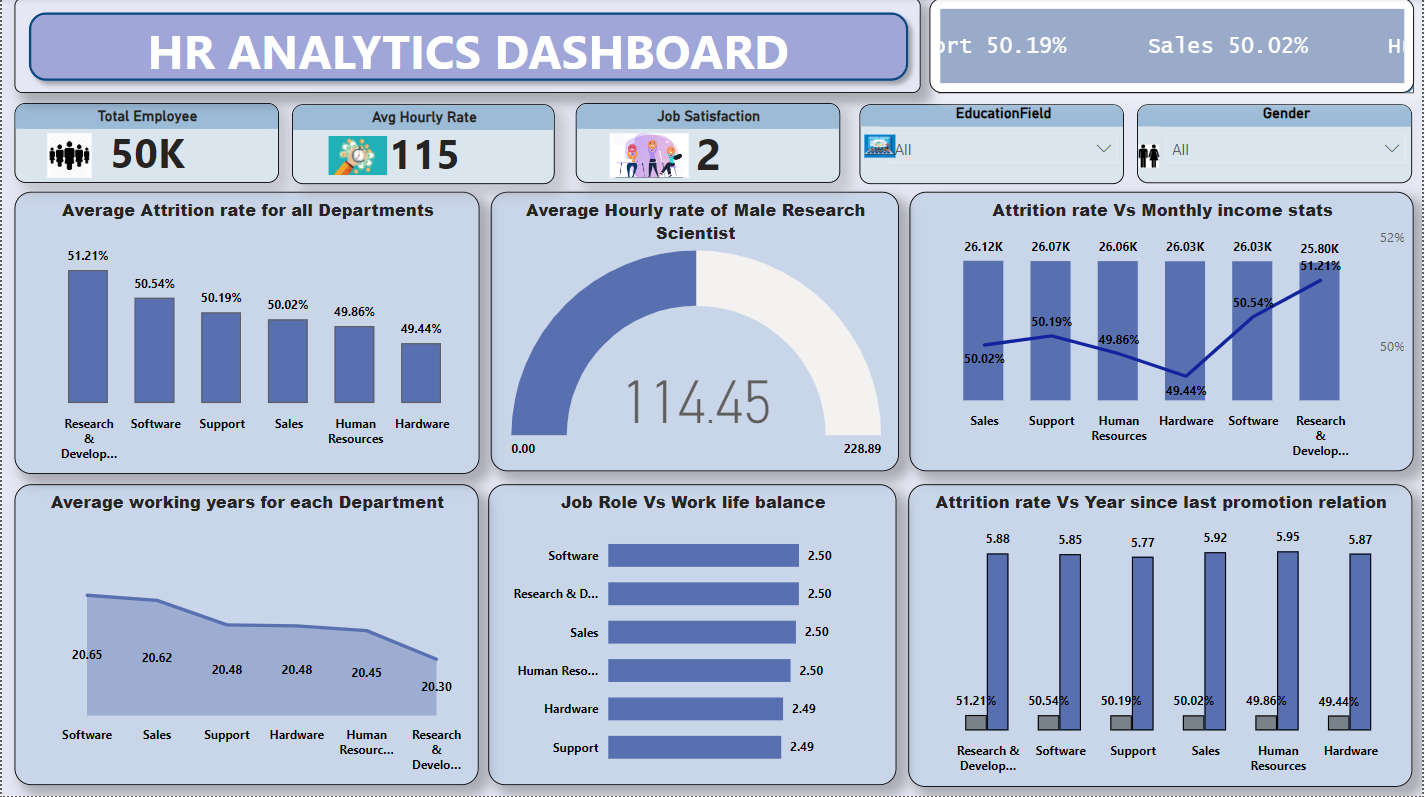 HR ANALYTICS DASHBOARD
ort 50.19% Sales 50.02%
Total Employee
50K
Avg Hourly Rate
115
Job Satisfaction
2
EducationField
All
Gender
All
Average Attrition rate for all Departments
51.21%
50.54%
50.19%
50.02%
49.86%
49.44%
Research
&
Develop...
Software
Support
Sales
Human
Resources
Hardware
Average Hourly rate of Male Research
Scientist
114.45
0.00
228.89
Attrition rate Vs Monthly income stats
52%
50%
26.12K
26.07K
26.06K
26.03K
26.03K
25.80K
50.02%
50.19%
49.86%
49.44%
50.54%
51.21%
Sales
Support
Human
Resources
Hardware
Software
Research
&
Develop...
Average working years for each Department
20.65
20.62
20.48
20.48
20.45
20.30
Software
Sales
Support
Hardware
Human
Resourc...
Research
&
Develo...
Job Role Vs Work life balance
Software 2.50
Research & D... 2.50
Sales 2.50
Human Reso... 2.50
Hardware 2.49
Support 2.49
Attrition rate Vs Year since last promotion relation
5.88
5.85
5.77
5.92
5.95
5.87
51.21%
50.54%
50.19%
50.02%
49.86%
49.44%
Research &
Develop...
Software
Support
Sales
Human
Resources
Hardware